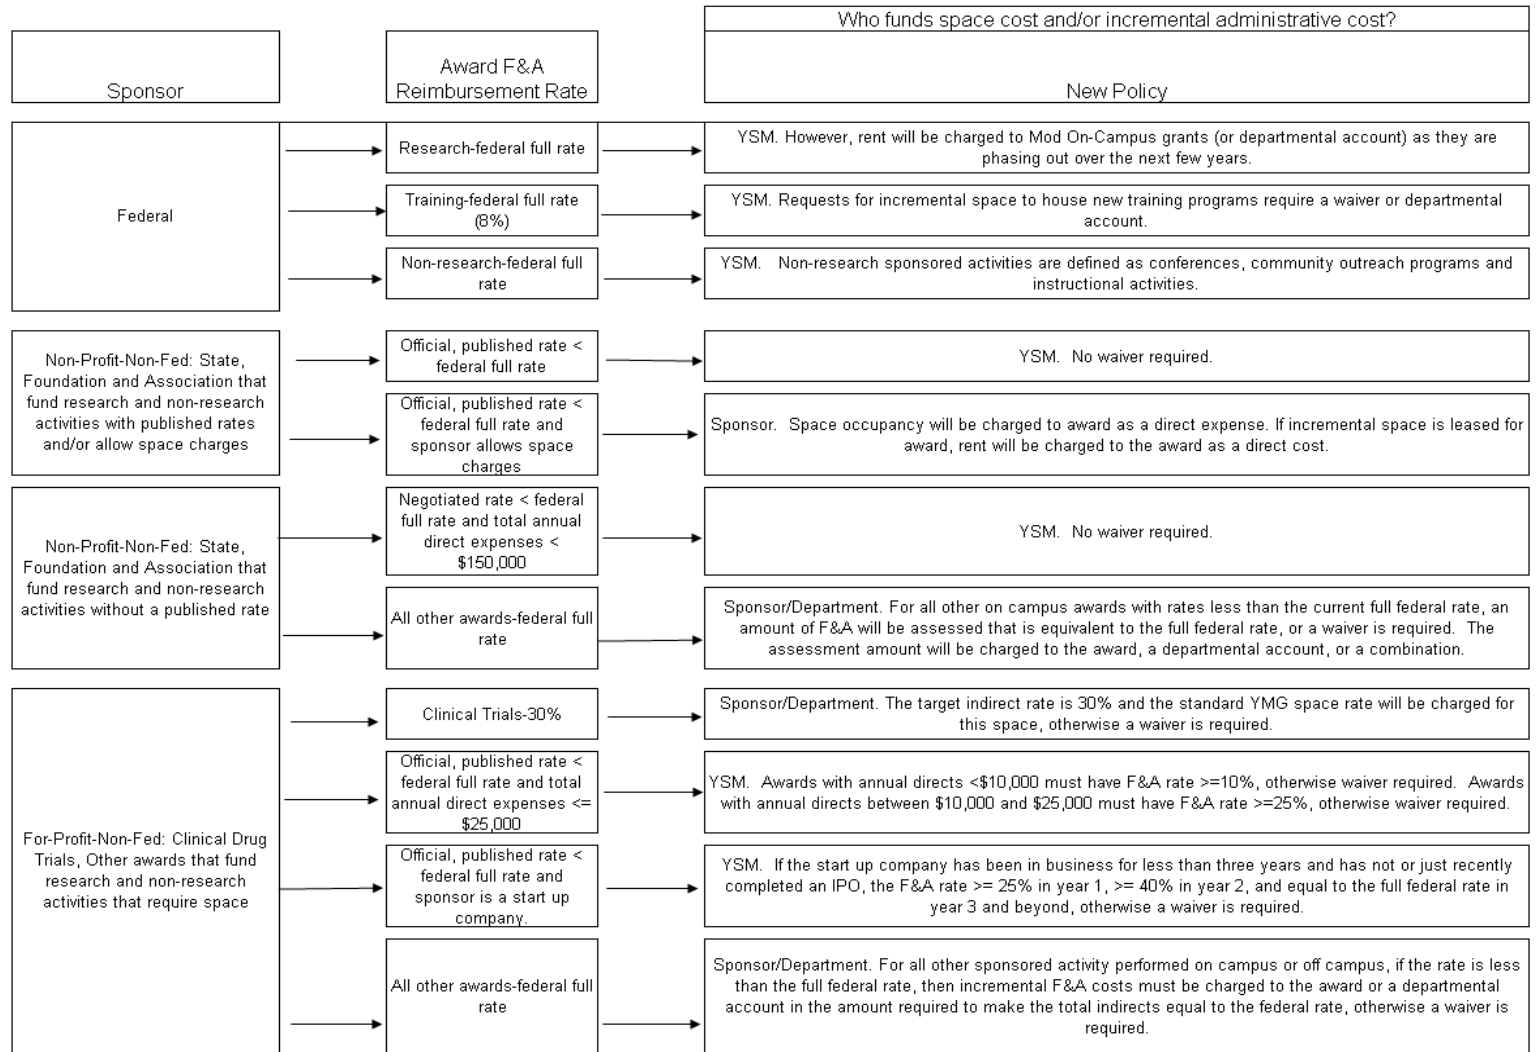 Who funds space cost and/or incremental administrative cost?
Sponsor
Award F&A
Reimbursement Rate
New Policy
Federal
Research-federal full rate
YSM. However, rent will be charged to Mod On-Campus grants (or departmental account) as they are
phasing out over the next few years.
Training-federal full rate
(8%)
YSM. Requests for incremental space to house new training programs require a waiver or departmental
account.
Non-research-federal full
rate
YSM. Non-research sponsored activities are defined as conferences, community outreach programs and
instructional activities.
Non-Profit-Non-Fed: State,
Foundation and Association that
fund research and non-research
activities with published rates
and/or allow space charges
Official, published rate <
federal full rate
YSM. No waiver required.
Official, published rate <
federal full rate and
sponsor allows space
charges
Sponsor. Space occupancy will be charged to award as a direct expense. If incremental space is leased for
award, rent will be charged to the award as a direct cost.
Non-Profit-Non-Fed: State,
Foundation and Association that
fund research and non-research
activities without a published rate
Negotiated rate < federal
full rate and total annual
direct expenses <
$150,000
YSM. No waiver required.
All other awards-federal full
rate
Sponsor/Department. For all other on campus awards with rates less than the current full federal rate, an
amount of F&A will be assessed that is equivalent to the full federal rate, or a waiver is required. The
assessment amount will be charged to the award, a departmental account, or a combination.
For-Profit-Non-Fed: Clinical Drug
Trials, Other awards that fund
research and non-research
activities that require space
Clinical Trials-30%
Sponsor/Department. The target indirect rate is 30% and the standard YMG space rate will be charged for
this space, otherwise a waiver is required.
Official, published rate <
federal full rate and total
annual direct expenses <=
$25,000
YSM. Awards with annual directs <$10,000 must have F&A rate >=10%, otherwise waiver required. Awards
with annual directs between $10,000 and $25,000 must have F&A rate >=25%, otherwise waiver required.
Official, published rate <
federal full rate and
sponsor is a start up
company.
YSM. If the start up company has been in business for less than three years and has not or just recently
completed an IPO, the F&A rate >= 25% in year 1, >= 40% in year 2, and equal to the full federal rate in
year 3 and beyond, otherwise a waiver is required.
All other awards-federal full
rate
Sponsor/Department. For all other sponsored activity performed on campus or off campus, if the rate is less
than the full federal rate, then incremental F&A costs must be charged to the award or a departmental
account in the amount required to make the total indirects equal to the federal rate, otherwise a waiver is
required.